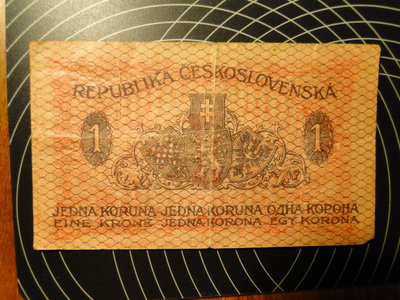 REPUBLIKA ČESKOSLOVENSKÁ
1 1
JEDNA KORUNA JEDNA KORUNA ОДНА КОРОНА
EINE KRONE JEDNA KORONA EGY KORONA